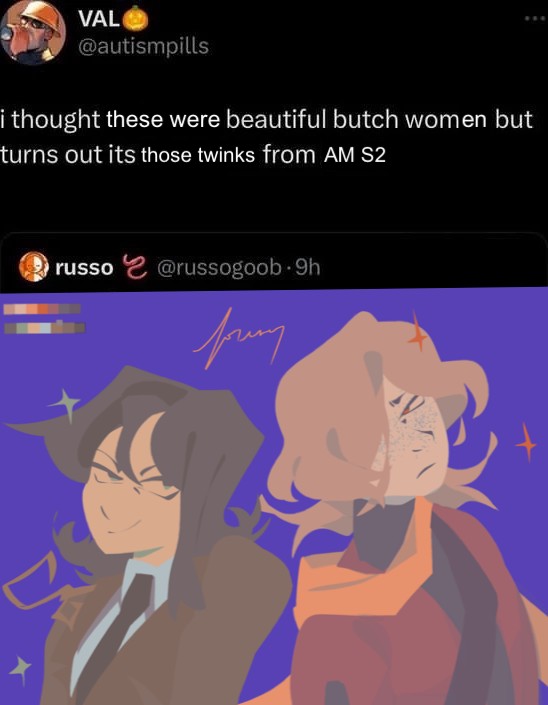 VAL🎃
@autismpills
i thought these were beautiful butch women but
turns out its those twinks from AM S2
russo 🪱 @russogoob · 9h